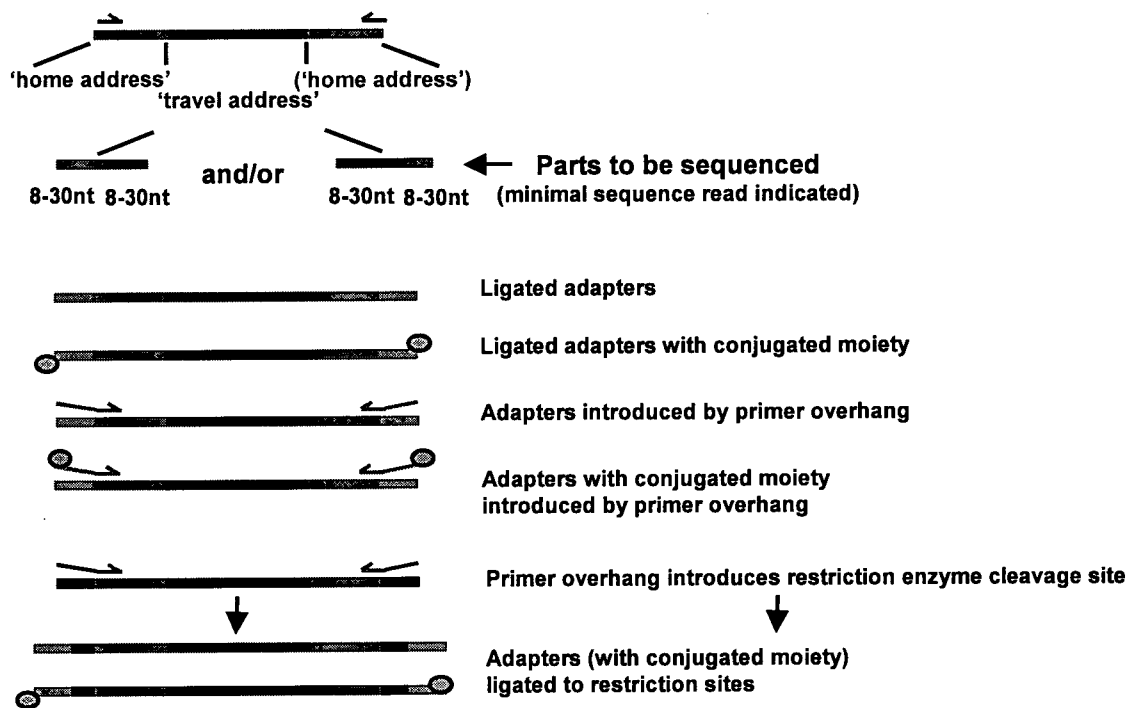 'home address' ('home address')
'travel address'
and/or
Parts to be sequenced
8-30nt 8-30nt
8-30nt 8-30nt
(minimal sequence read indicated)
Ligated adapters
Ligated adapters with conjugated moiety
Adapters introduced by primer overhang
Adapters with conjugated moiety
introduced by primer overhang
Primer overhang introduces restriction enzyme cleavage site
Adapters (with conjugated moiety)
ligated to restriction sites